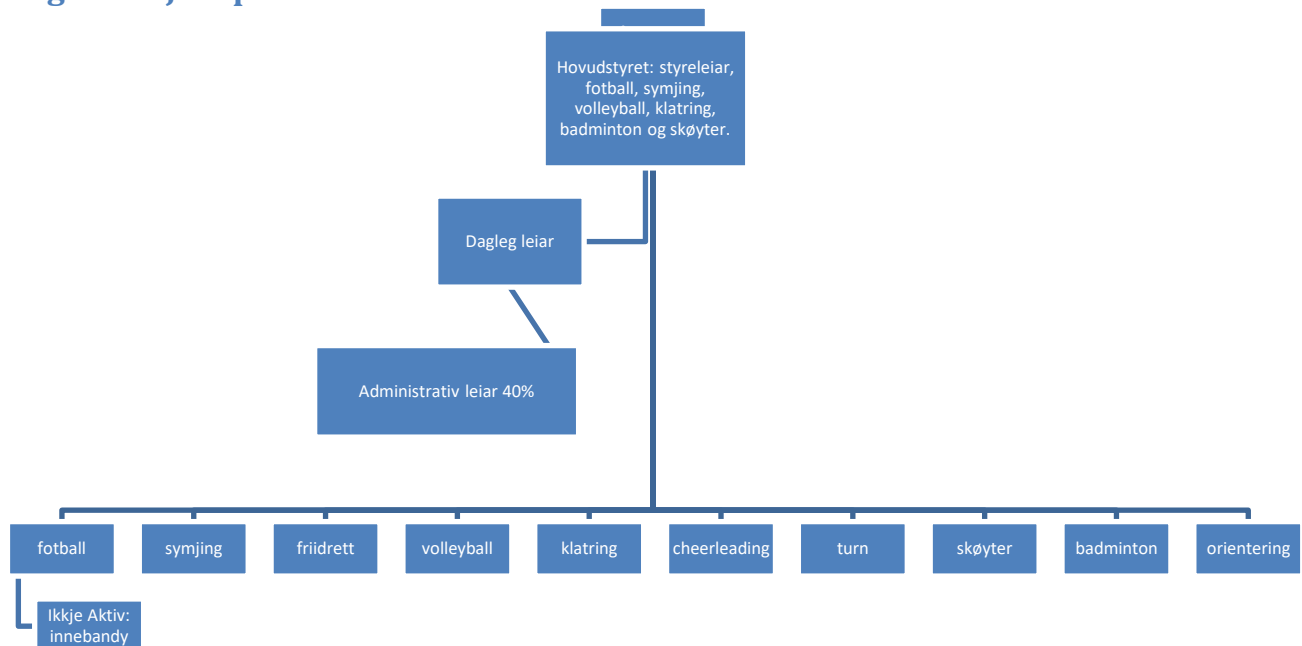 Hovudstyret: styreleiar,
fotball, symjing,
volleyball, klatring,
badminton og skøyter.
Dagleg leiar
Administrativ leiar 40%
fotball
symjing
friidrett
volleyball
klatring
cheerleading
turn
skøyter
badminton
orientering
Ikkje Aktiv:
innebandy